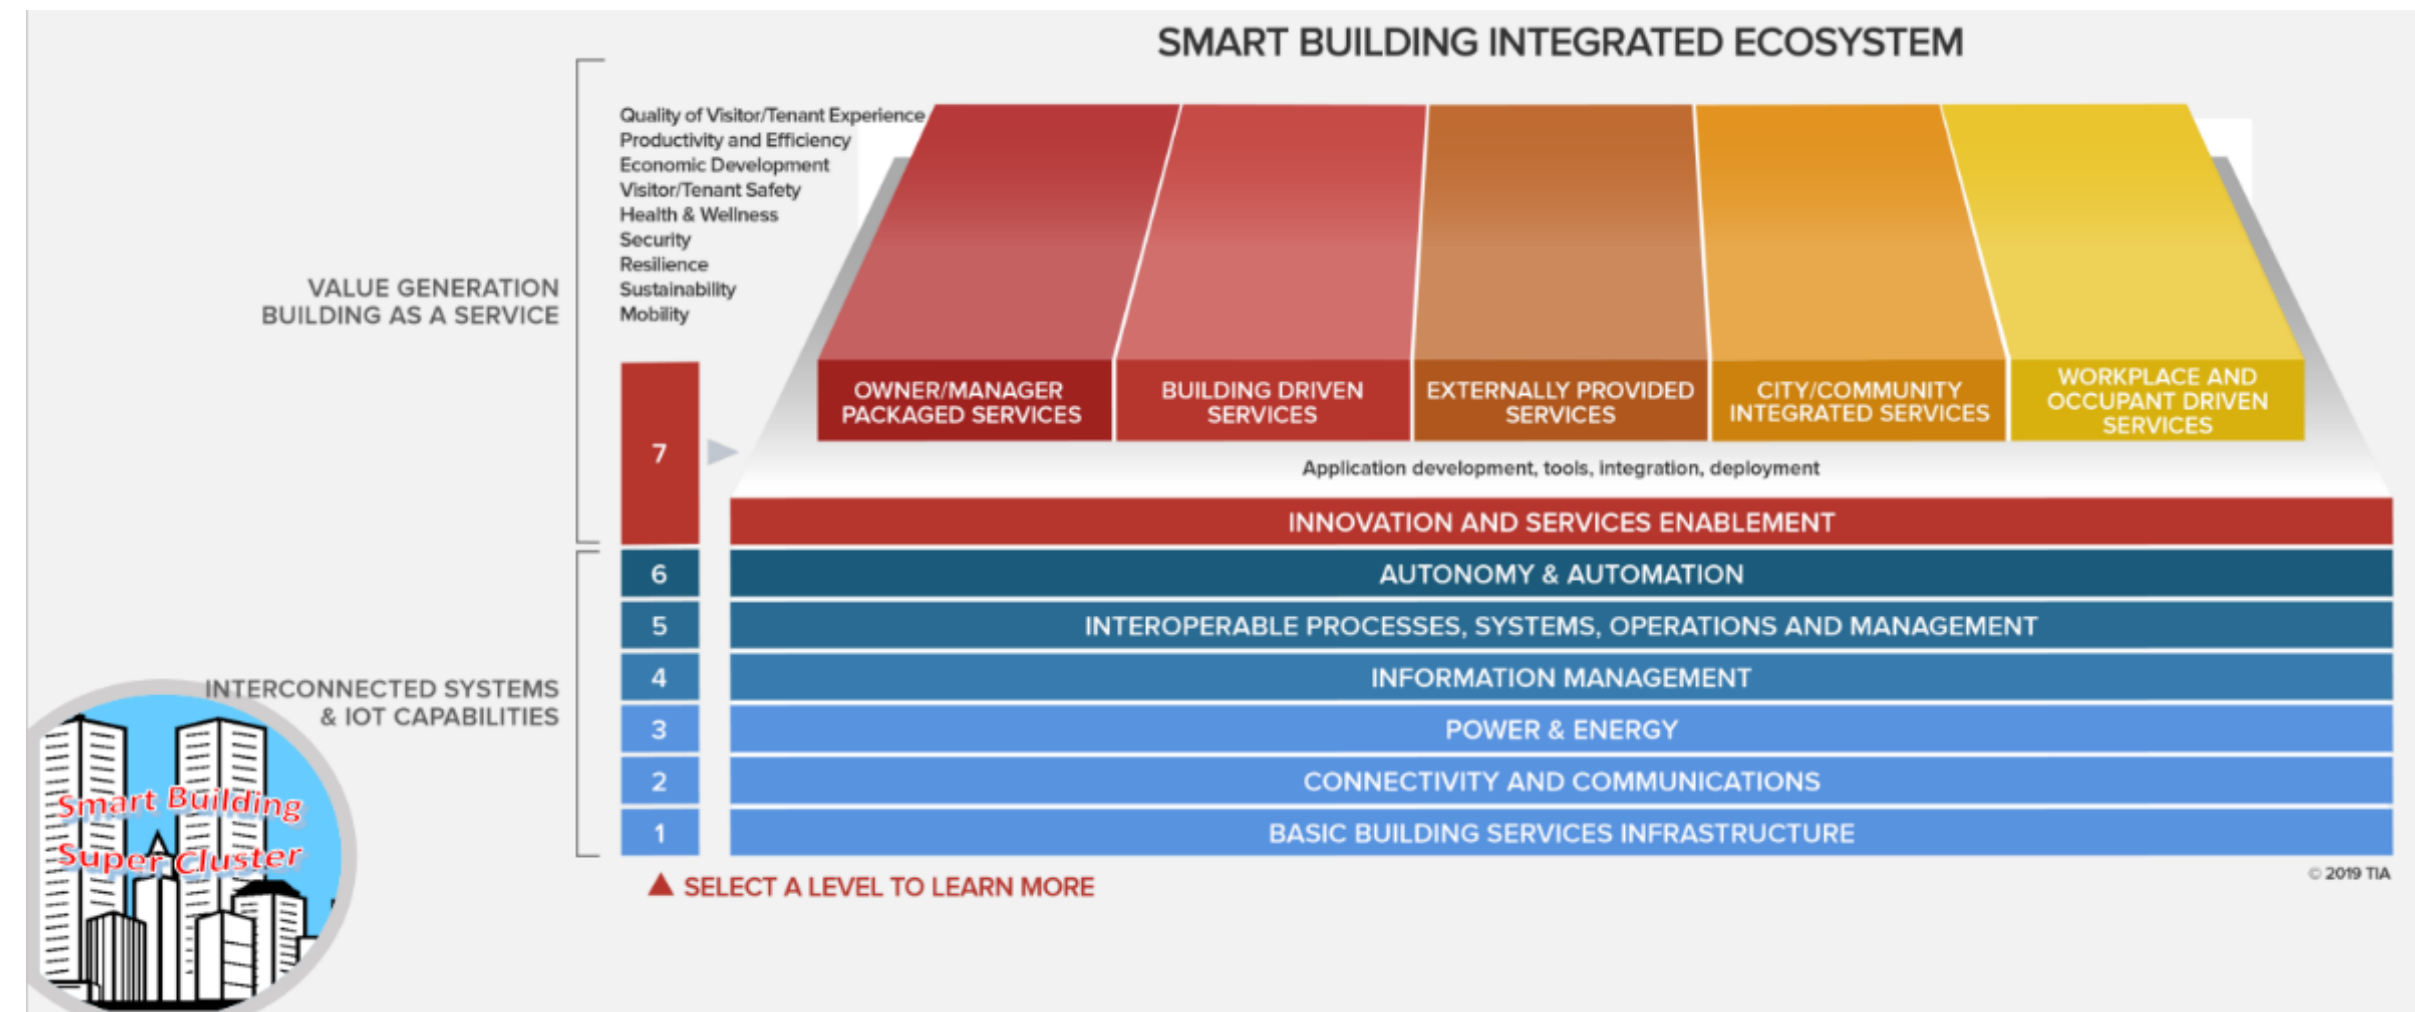 SMART BUILDING INTEGRATED ECOSYSTEM
Quality of Visitor/Tenant Experience
Productivity and Efficiency
Economic Development
Visitor/Tenant Safety
Health & Wellness
Security
Resilience
Sustainability
Mobility
VALUE GENERATION
BUILDING AS A SERVICE
OWNER/MANAGER
PACKAGED SERVICES
BUILDING DRIVEN
SERVICES
EXTERNALLY PROVIDED
SERVICES
CITY/COMMUNITY
INTEGRATED SERVICES
WORKPLACE AND
OCCUPANT DRIVEN
SERVICES
7
Application development, tools, integration, deployment
INNOVATION AND SERVICES ENABLEMENT
6
AUTONOMY & AUTOMATION
5
INTEROPERABLE PROCESSES, SYSTEMS, OPERATIONS AND MANAGEMENT
4
INFORMATION MANAGEMENT
INTERCONNECTED SYSTEMS
& IOT CAPABILITIES
3
POWER & ENERGY
2
CONNECTIVITY AND COMMUNICATIONS
1
BASIC BUILDING SERVICES INFRASTRUCTURE
Smart Building
Super Cluster
▲ SELECT A LEVEL TO LEARN MORE
© 2019 TIA